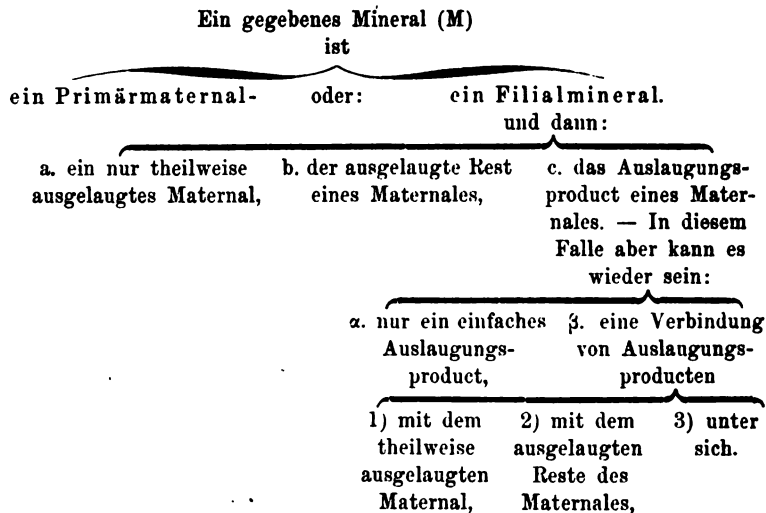 Ein gegebenes Mineral (M)
ist
ein Primärmaternal- oder: ein Filialmineral.
und dann:
a. ein nur theilweise
ausgelaugtes Maternal,
b. der ausgelaugte Rest
eines Maternales,
c. das Auslaugungs-
product eines Mater-
nales. — In diesem
Falle aber kann es
wieder sein:
α. nur ein einfaches
Auslaugungs-
product,
β. eine Verbindung
von Auslaugungs-
producten
1) mit dem
theilweise
ausgelaugten
Maternal,
2) mit dem
ausgelaugten
Reste des
Maternales,
3) unter
sich.